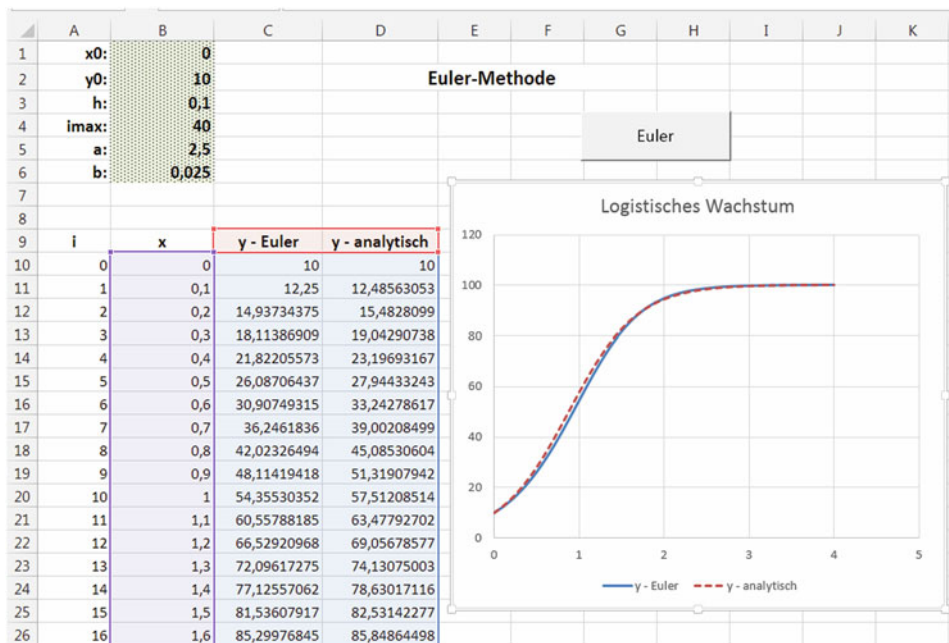 A B C D E F G H I J K
1 x0: 0
2 y0: 10 Euler-Methode
3 h: 0,1
4 imax: 40 Euler
5 a: 2,5
6 b: 0,025
7
8 Logistisches Wachstum
9 i x y - Euler y - analytisch 120
10 0 0 10 10
11 1 0,1 12,25 12,48563053 100
12 2 0,2 14,93734375 15,4828099
13 3 0,3 18,11386909 19,04290738 80
14 4 0,4 21,82205573 23,19693167
15 5 0,5 26,08706437 27,94433243 60
16 6 0,6 30,90749315 33,24278617
17 7 0,7 36,2461836 39,00208499
18 8 0,8 42,02326494 45,08530604 40
19 9 0,9 48,11419418 51,31907942
20 10 1 54,35530352 57,51208514 20
21 11 1,1 60,55788185 63,47792702
22 12 1,2 66,52920968 69,05678577 0
0 1 2 3 4 5
23 13 1,3 72,09617275 74,13075003
24 14 1,4 77,12557062 78,63017116 y - Euler y - analytisch
25 15 1,5 81,53607917 82,53142277
26 16 1,6 85,29976845 85,84864498